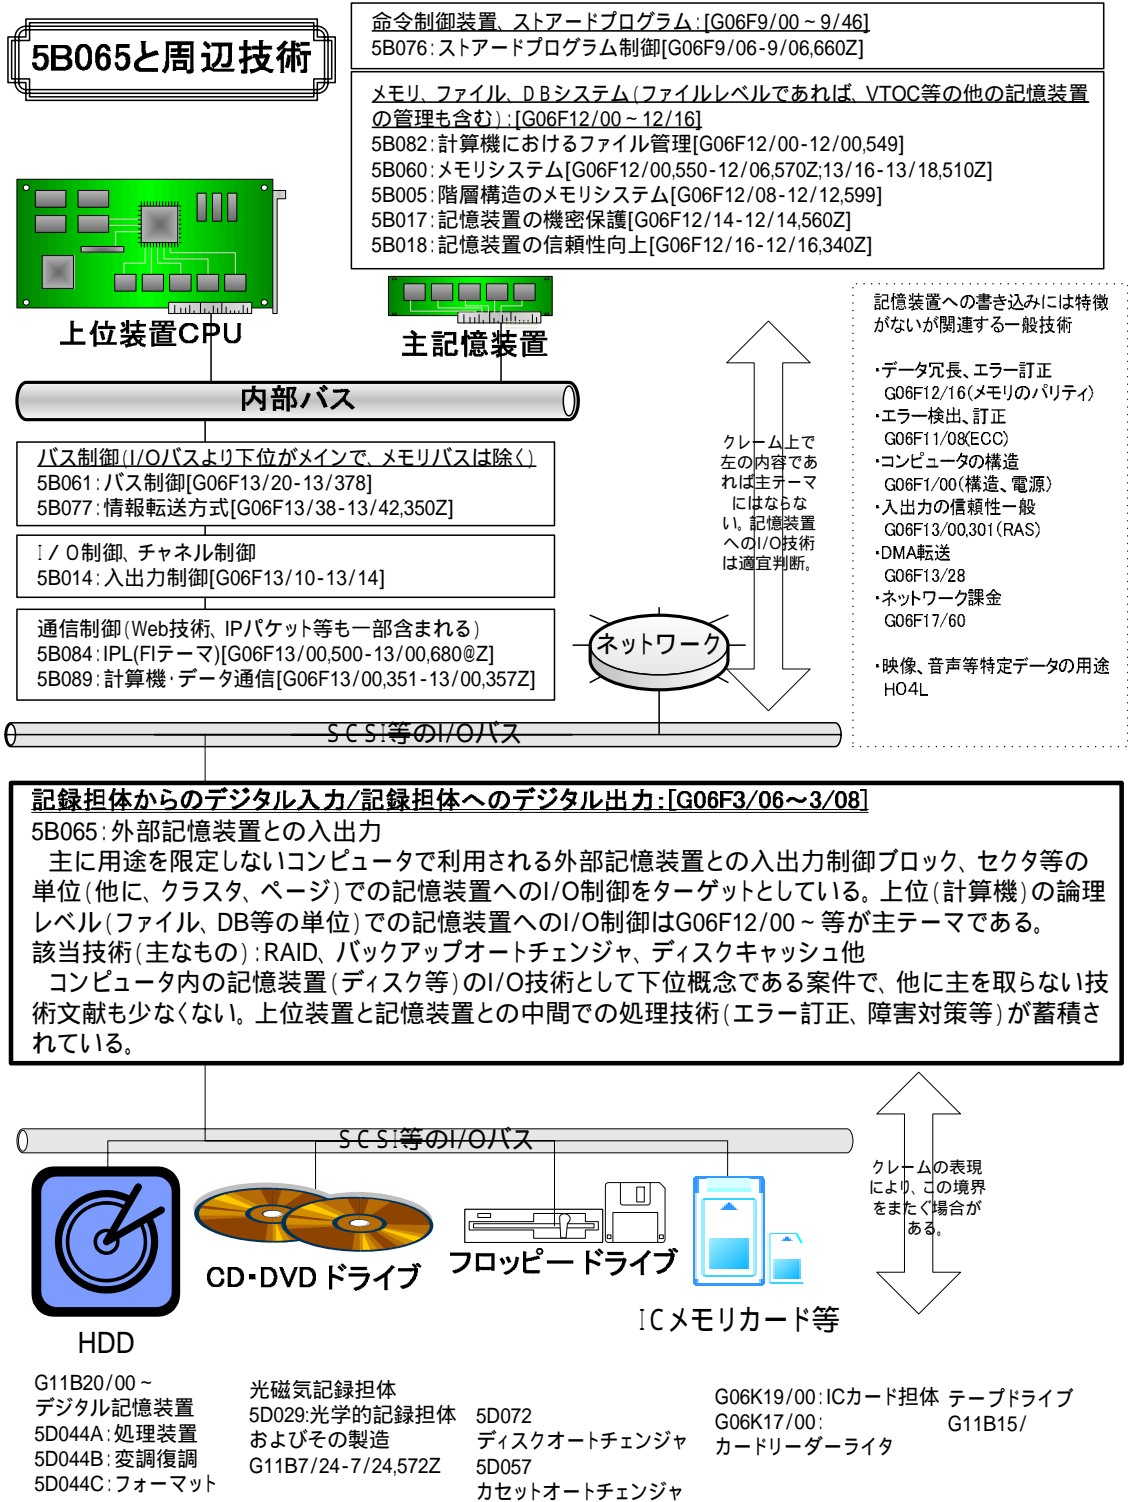 5B065と周辺技術
命令制御装置、ストアードプログラム:[G06F9/00～9/46]
5B076:ストアードプログラム制御[G06F9/06-9/06,660Z]
メモリ、ファイル、DBシステム(ファイルレベルであれば、VTOC等の他の記憶装置
の管理も含む):[G06F12/00～12/16]
5B082:計算機におけるファイル管理[G06F12/00-12/00,549]
5B060:メモリシステム[G06F12/00,550-12/06,570Z;13/16-13/18,510Z]
5B005:階層構造のメモリシステム[G06F12/08-12/12,599]
5B017:記憶装置の機密保護[G06F12/14-12/14,560Z]
5B018:記憶装置の信頼性向上[G06F12/16-12/16,340Z]
上位装置CPU
主記憶装置
内部バス
バス制御(I/Oバスより下位がメインで、メモリバスは除く)
5B061:バス制御[G06F13/20-13/378]
5B077:情報転送方式[G06F13/38-13/42,350Z]
I/O制御、チャネル制御
5B014:入出力制御[G06F13/10-13/14]
通信制御(Web技術、IPパケット等も一部含まれる)
5B084:IPL(FIテーマ)[G06F13/00,500-13/00,680@Z]
5B089:計算機・データ通信[G06F13/00,351-13/00,357Z]
ネットワーク
クレーム上で
左の内容であ
れば主テーマ
にはならな
い。記憶装置
へのI/O技術
は適宜判断。
記憶装置への書き込みには特徴
がないが関連する一般技術
・データ冗長、エラー訂正
G06F12/16(メモリのパリティ)
・エラー検出、訂正
G06F11/08(ECC)
・コンピュータの構造
G06F1/00(構造、電源)
・入出力の信頼性一般
G06F13/00,301(RAS)
・DMA転送
G06F13/28
・ネットワーク課金
G06F17/60
・映像、音声等特定データの用途
H04L
SCSI等のI/Oバス
記録担体からのデジタル入力/記録担体へのデジタル出力:[G06F3/06～3/08]
5B065:外部記憶装置との入出力
主に用途を限定しないコンピュータで利用される外部記憶装置との入出力制御ブロック、セクタ等の
単位(他に、クラスタ、ページ)での記憶装置へのI/O制御をターゲットとしている。上位(計算機)の論理
レベル(ファイル、DB等の単位)での記憶装置へのI/O制御はG06F12/00～等が主テーマである。
該当技術(主なもの):RAID、バックアップオートチェンジャ、ディスクキャッシュ他
コンピュータ内の記憶装置(ディスク等)のI/O技術として下位概念である案件で、他に主を取らない技
術文献も少なくない。上位装置と記憶装置との中間での処理技術(エラー訂正、障害対策等)が蓄積さ
れている。
SCSI等のI/Oバス
クレームの表現
により、この境界
をまたぐ場合が
ある。
HDD
CD・DVDドライブ
フロッピードライブ
ICメモリカード等
G11B20/00～
デジタル記憶装置
5D044A:処理装置
5D044B:変調復調
5D044C:フォーマット
光磁気記録担体
5D029:光学的記録担体
およびその製造
G11B7/24-7/24,572Z
5D072
ディスクオートチェンジャ
5D057
カセットオートチェンジャ
G06K19/00:ICカード担体
G06K17/00:
カードリーダーライタ
テープドライブ
G11B15/